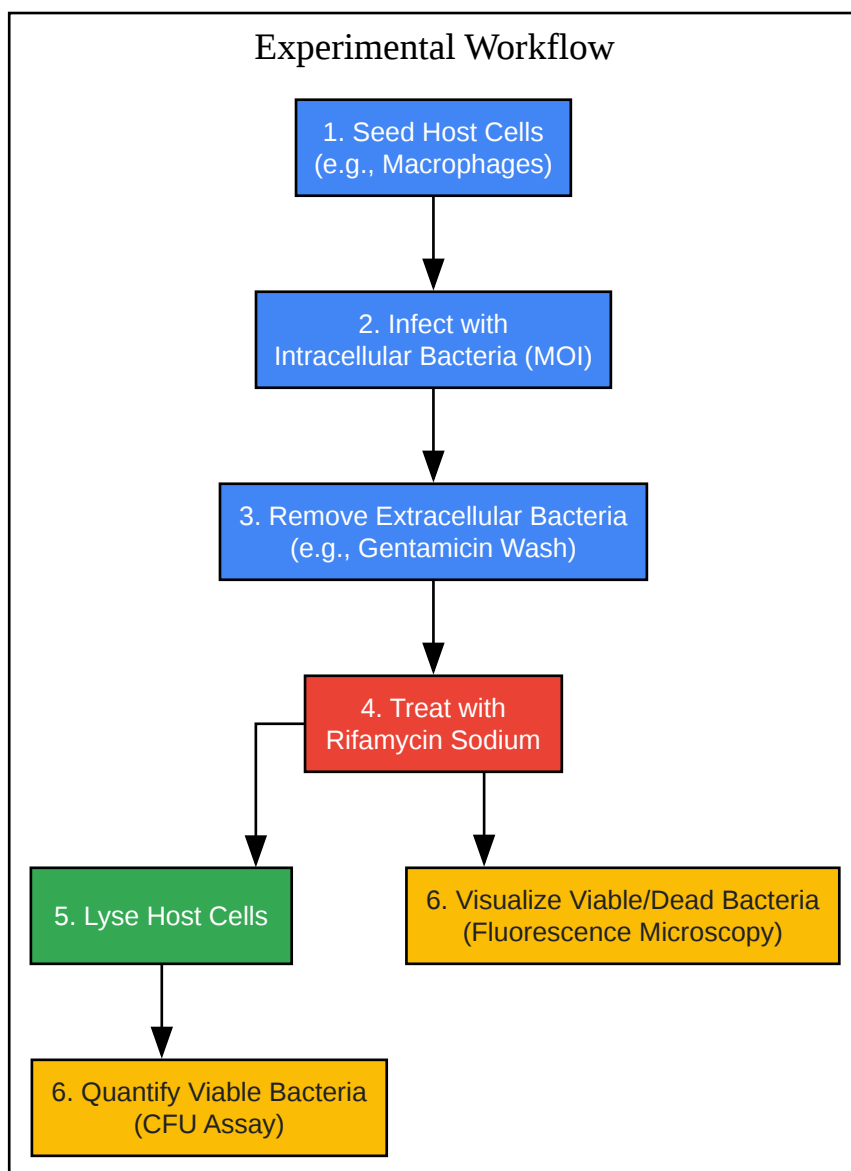 Experimental Workflow
1. Seed Host Cells
(e.g., Macrophages)
2. Infect with
Intracellular Bacteria (MOI)
3. Remove Extracellular Bacteria
(e.g., Gentamicin Wash)
4. Treat with
Rifamycin Sodium
5. Lyse Host Cells
6. Visualize Viable/Dead Bacteria
(Fluorescence Microscopy)
6. Quantify Viable Bacteria
(CFU Assay)